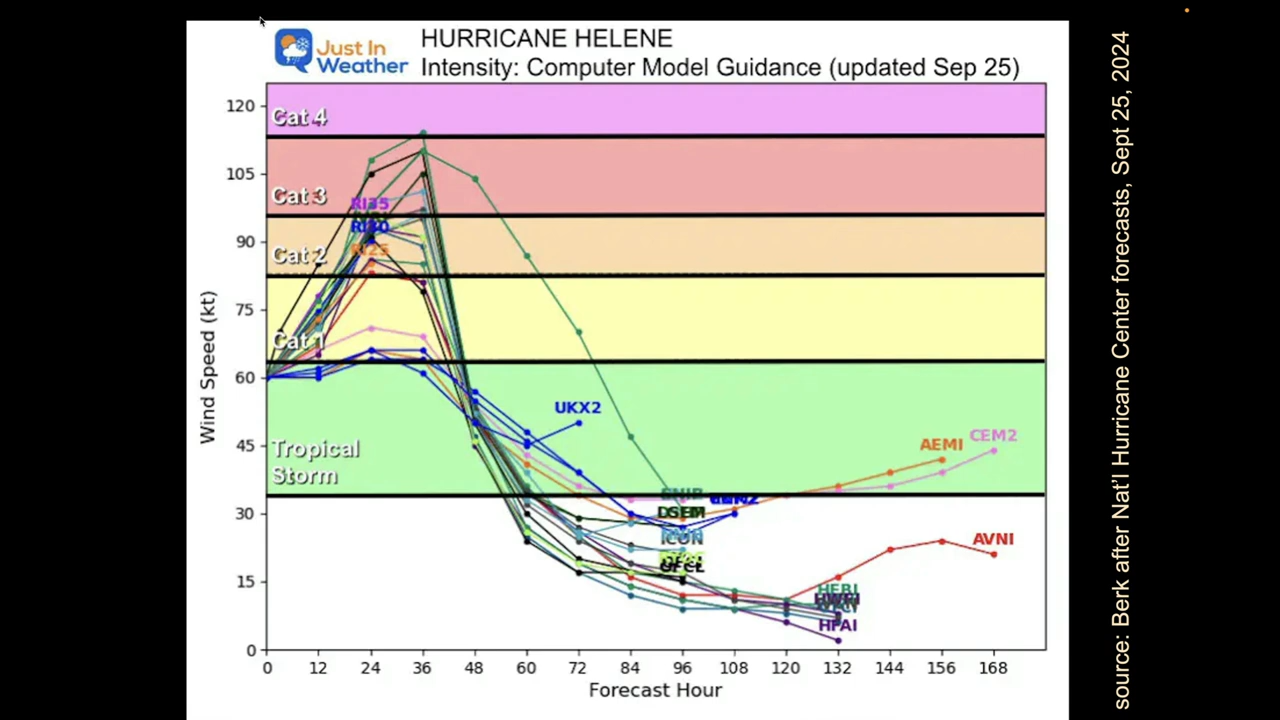 Just In
Weather
HURRICANE HELENE
Intensity: Computer Model Guidance (updated Sep 25)
120
105
90
75
60
45
30
15
0
Wind Speed (kt)
Cat 4
Cat 3
Cat 2
Cat 1
Tropical
Storm
RI35
RI30
RI25
UKX2
CEM2
AEMI
DSEM
ICON
GFCL
AVNI
HEBI
HFAI
0 12 24 36 48 60 72 84 96 108 120 132 144 156 168
Forecast Hour
source: Berk after Nat'l Hurricane Center forecasts, Sept 25, 2024